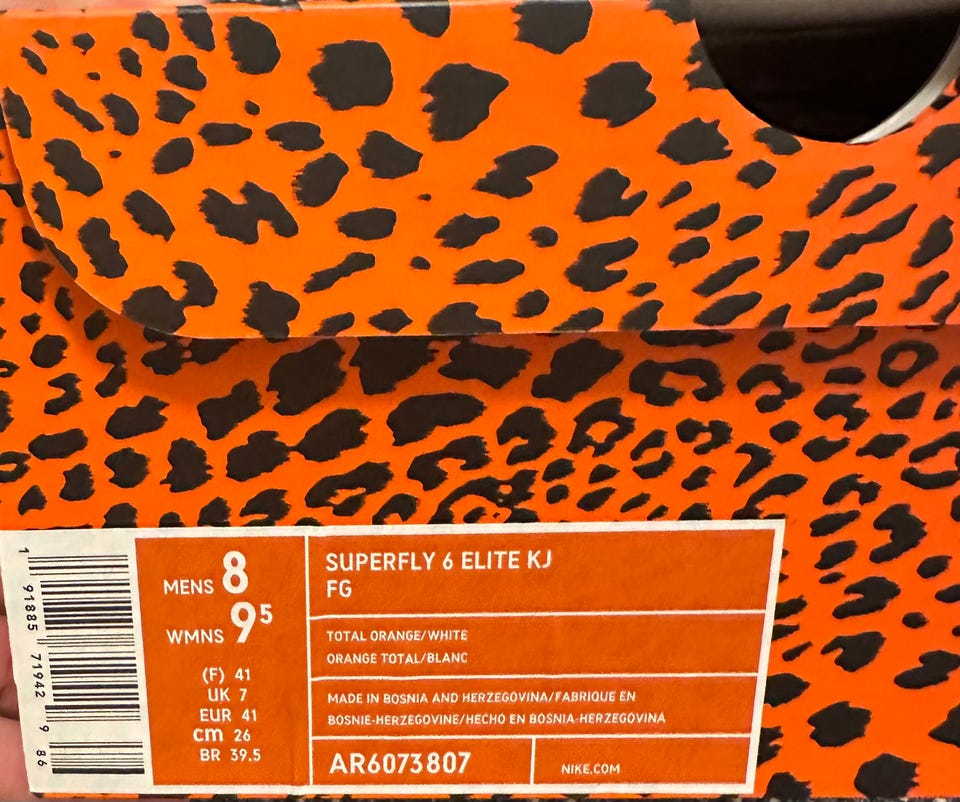 1 91885 71942 9 86
MENS 8
WMNS 9⁵
(F) 41
UK 7
EUR 41
cm 26
BR 39.5
SUPERFLY 6 ELITE KJ
FG
TOTAL ORANGE/WHITE
ORANGE TOTAL/BLANC
MADE IN BOSNIA AND HERZEGOVINA/FABRIQUE EN
BOSNIE-HERZEGOVINE/HECHO EN BOSNIA-HERZEGOVINA
AR6073807
NIKE.COM